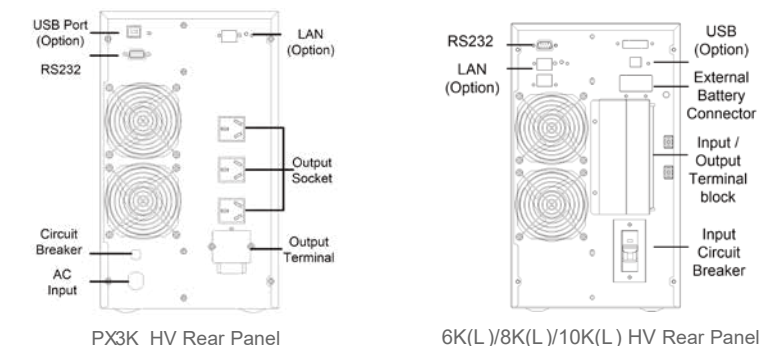 USB Port
(Option)
RS232
LAN
(Option)
Output
Socket
Circuit
Breaker
AC
Input
Output
Terminal
PX3K HV Rear Panel
RS232
LAN
(Option)
USB
(Option)
External
Battery
Connector
Input /
Output
Terminal
block
Input
Circuit
Breaker
6K(L)/8K(L)/10K(L) HV Rear Panel